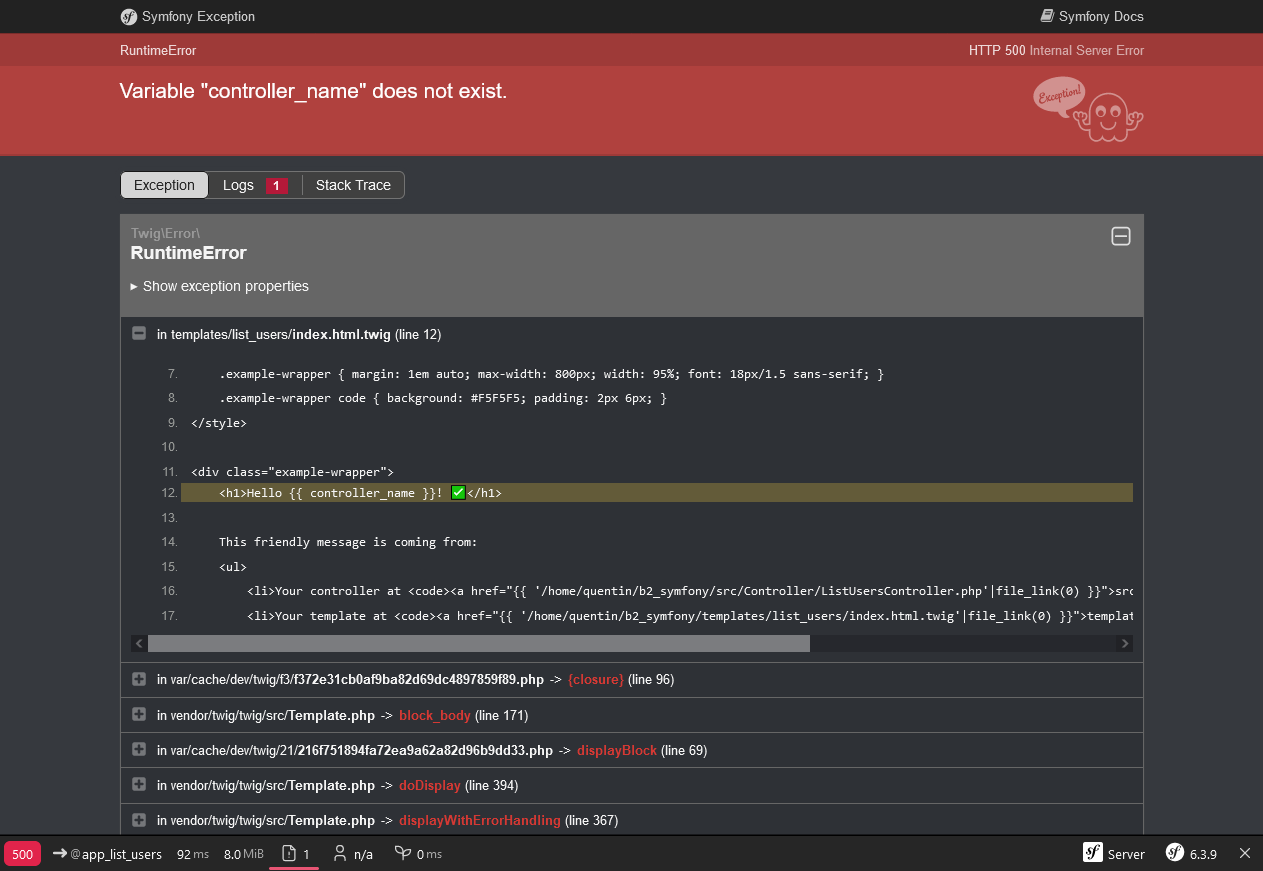 Symfony Exception
Symfony Docs
RuntimeError
HTTP 500 Internal Server Error
Variable "controller_name" does not exist.
Exception!
Exception
Logs 1
Stack Trace
Twig\Error\
RuntimeError
Show exception properties
in templates/list_users/index.html.twig (line 12)
7. .example-wrapper { margin: 1em auto; max-width: 800px; width: 95%; font: 18px/1.5 sans-serif; }
8. .example-wrapper code { background: #F5F5F5; padding: 2px 6px; }
9. </style>
10.
11. <div class="example-wrapper">
12. <h1>Hello {{ controller_name }}! ✅</h1>
13.
14. This friendly message is coming from:
15. <ul>
16. <li>Your controller at <code><a href="{{ '/home/quentin/b2_symfony/src/Controller/ListUsersController.php'|file_link(0) }}">src
17. <li>Your template at <code><a href="{{ '/home/quentin/b2_symfony/templates/list_users/index.html.twig'|file_link(0) }}">templat
in var/cache/dev/twig/f3/f372e31cb0af9ba82d69dc4897859f89.php -> {closure} (line 96)
in vendor/twig/twig/src/Template.php -> block_body (line 171)
in var/cache/dev/twig/21/216f751894fa72ea9a62a82d96b9dd33.php -> displayBlock (line 69)
in vendor/twig/twig/src/Template.php -> doDisplay (line 394)
in vendor/twig/twig/src/Template.php -> displayWithErrorHandling (line 367)
500 @app_list_users 92 ms 8.0 MiB 1 n/a 0 ms Server 6.3.9